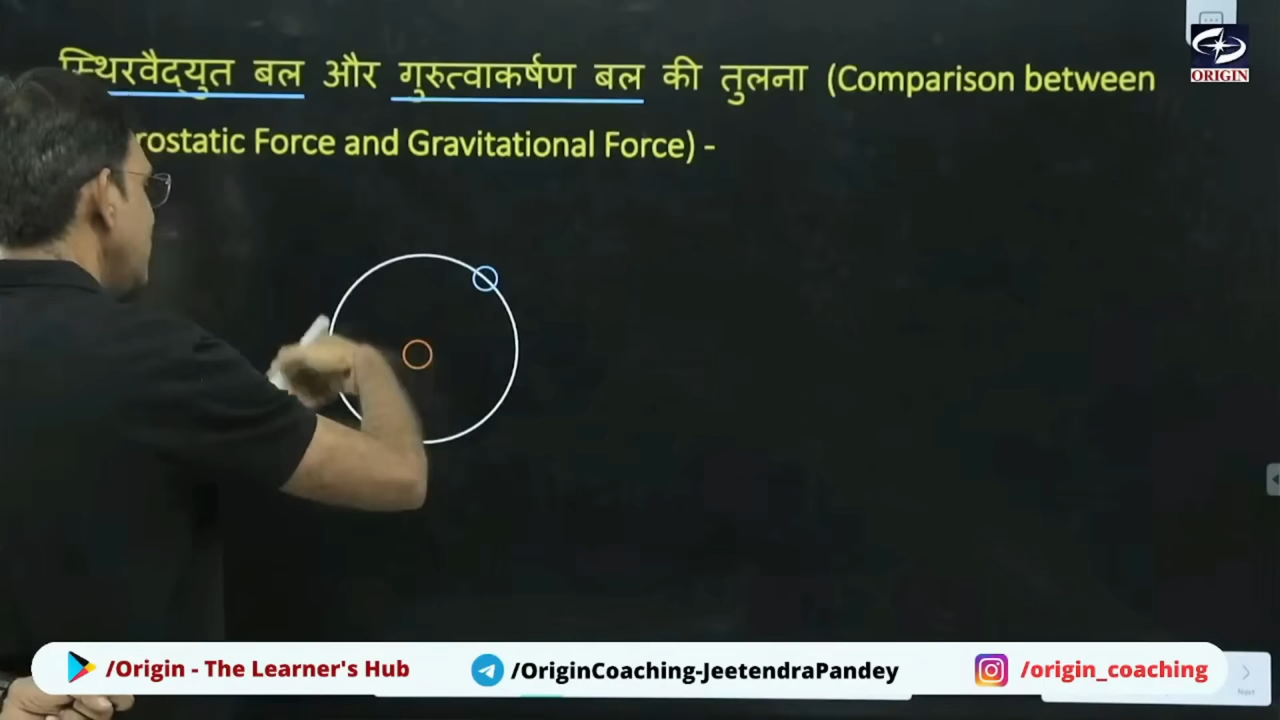 स्थिरवैद्युत बल और गुरुत्वाकर्षण बल की तुलना (Comparison between
rostatic Force and Gravitational Force) -
ORIGIN
/Origin - The Learner's Hub
/OriginCoaching-JeetendraPandey
/origin_coaching
Next